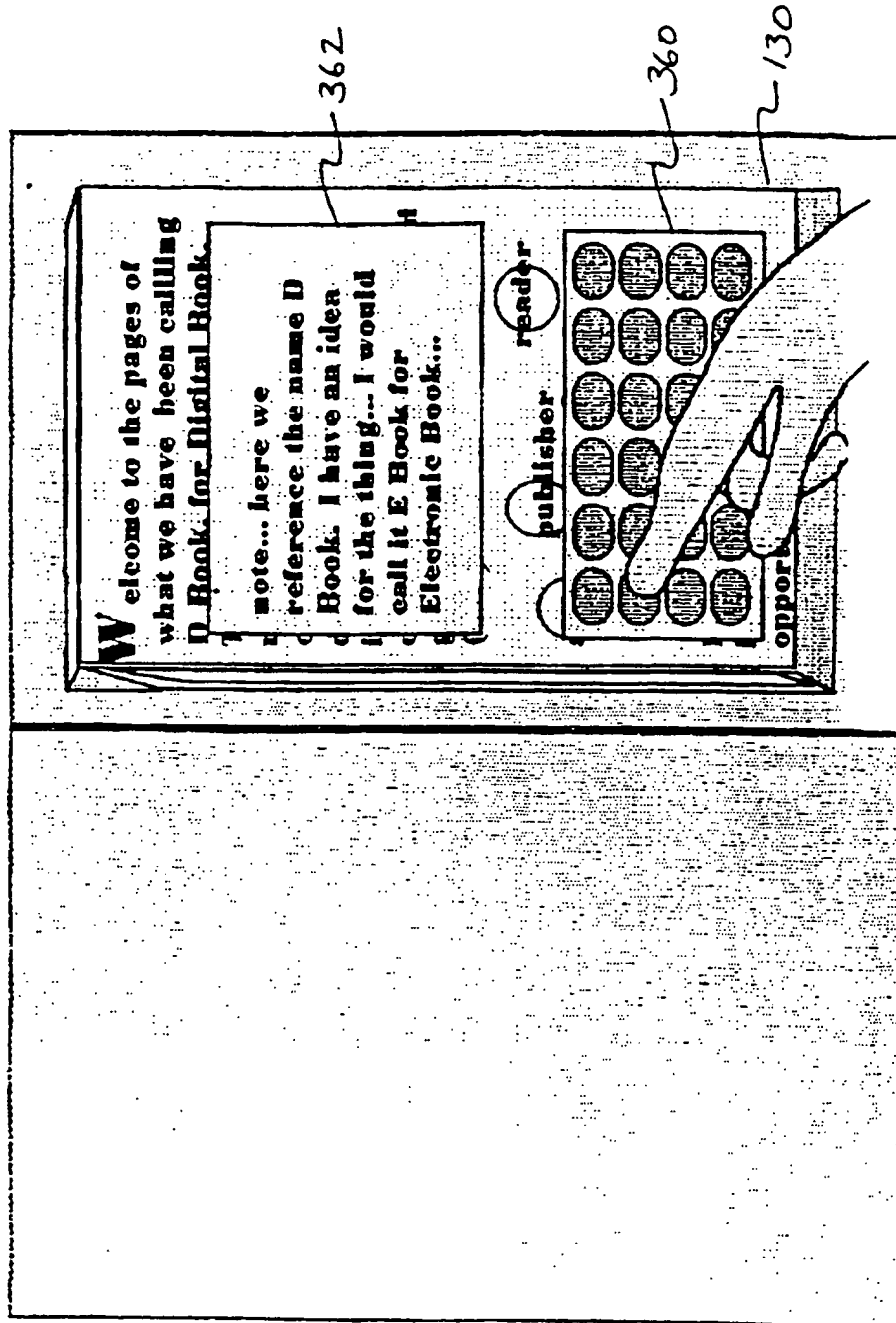 Welcome to the pages of
what we have been callling
D Book, for Digital Book.
note... here we
reference the name D
Book. I have an idea
for the thing... I would
call it E Book for
Electronic Book...
publisher
reader
oppor
362
360
130